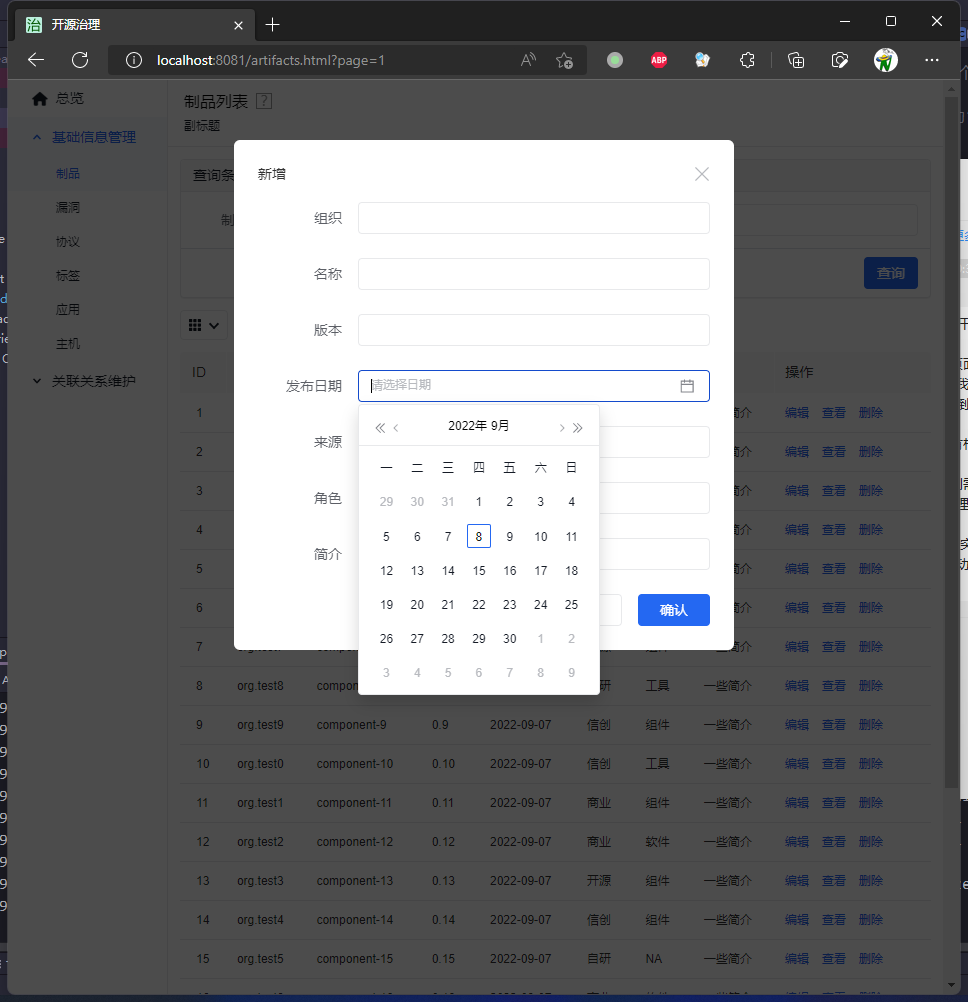 治 开源治理
localhost:8081/artifacts.html?page=1
ABP
总览
基础信息管理
制品
漏洞
协议
标签
应用
主机
关联关系维护
制品列表 ?
副标题
查询条
制
查询
新增
组织
名称
版本
发布日期 请选择日期
来源
角色
简介
确认
2022年 9月
一 二 三 四 五 六 日
29 30 31 1 2 3 4
5 6 7 8 9 10 11
12 13 14 15 16 17 18
19 20 21 22 23 24 25
26 27 28 29 30 1 2
3 4 5 6 7 8 9
ID 操作
1 简介 编辑 查看 删除
2 简介 编辑 查看 删除
3 简介 编辑 查看 删除
4 简介 编辑 查看 删除
5 简介 编辑 查看 删除
6 简介 编辑 查看 删除
7 一些简介 编辑 查看 删除
8 org.test8 compon 研 工具 一些简介 编辑 查看 删除
9 org.test9 component-9 0.9 2022-09-07 信创 组件 一些简介 编辑 查看 删除
10 org.test0 component-10 0.10 2022-09-07 信创 工具 一些简介 编辑 查看 删除
11 org.test1 component-11 0.11 2022-09-07 商业 组件 一些简介 编辑 查看 删除
12 org.test2 component-12 0.12 2022-09-07 商业 软件 一些简介 编辑 查看 删除
13 org.test3 component-13 0.13 2022-09-07 开源 组件 一些简介 编辑 查看 删除
14 org.test4 component-14 0.14 2022-09-07 信创 组件 一些简介 编辑 查看 删除
15 org.test5 component-15 0.15 2022-09-07 自研 NA 一些简介 编辑 查看 删除